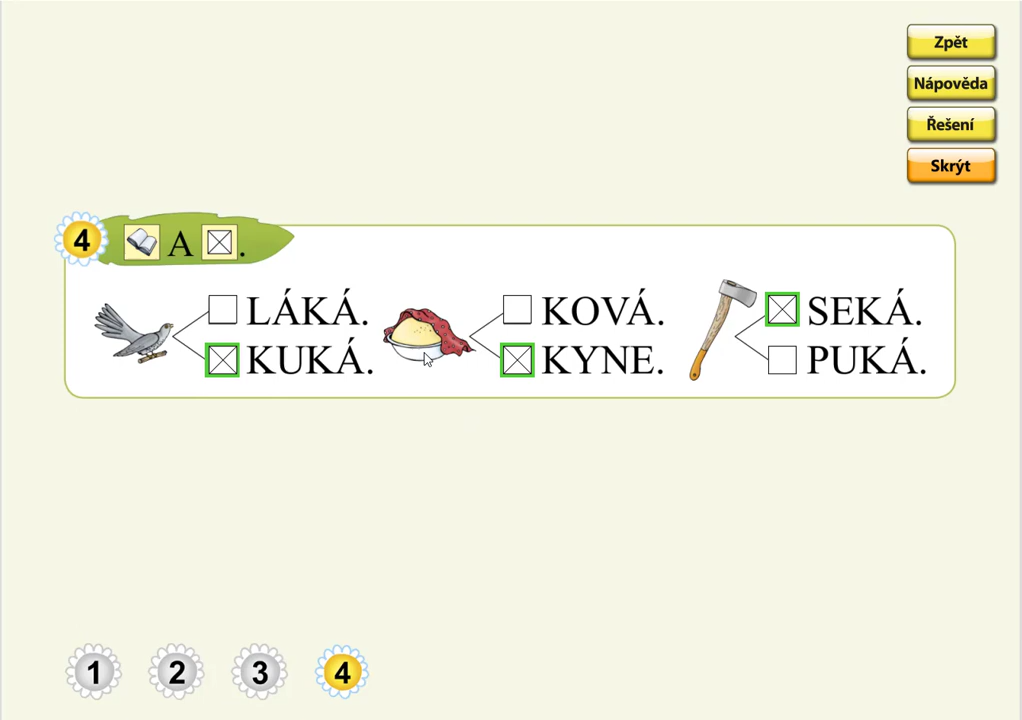 Zpět
Nápověda
Řešení
Skrýt
4 A .
LÁKÁ. KOVÁ. SEKÁ.
KUKÁ. KYNE. PUKÁ.
1 2 3 4